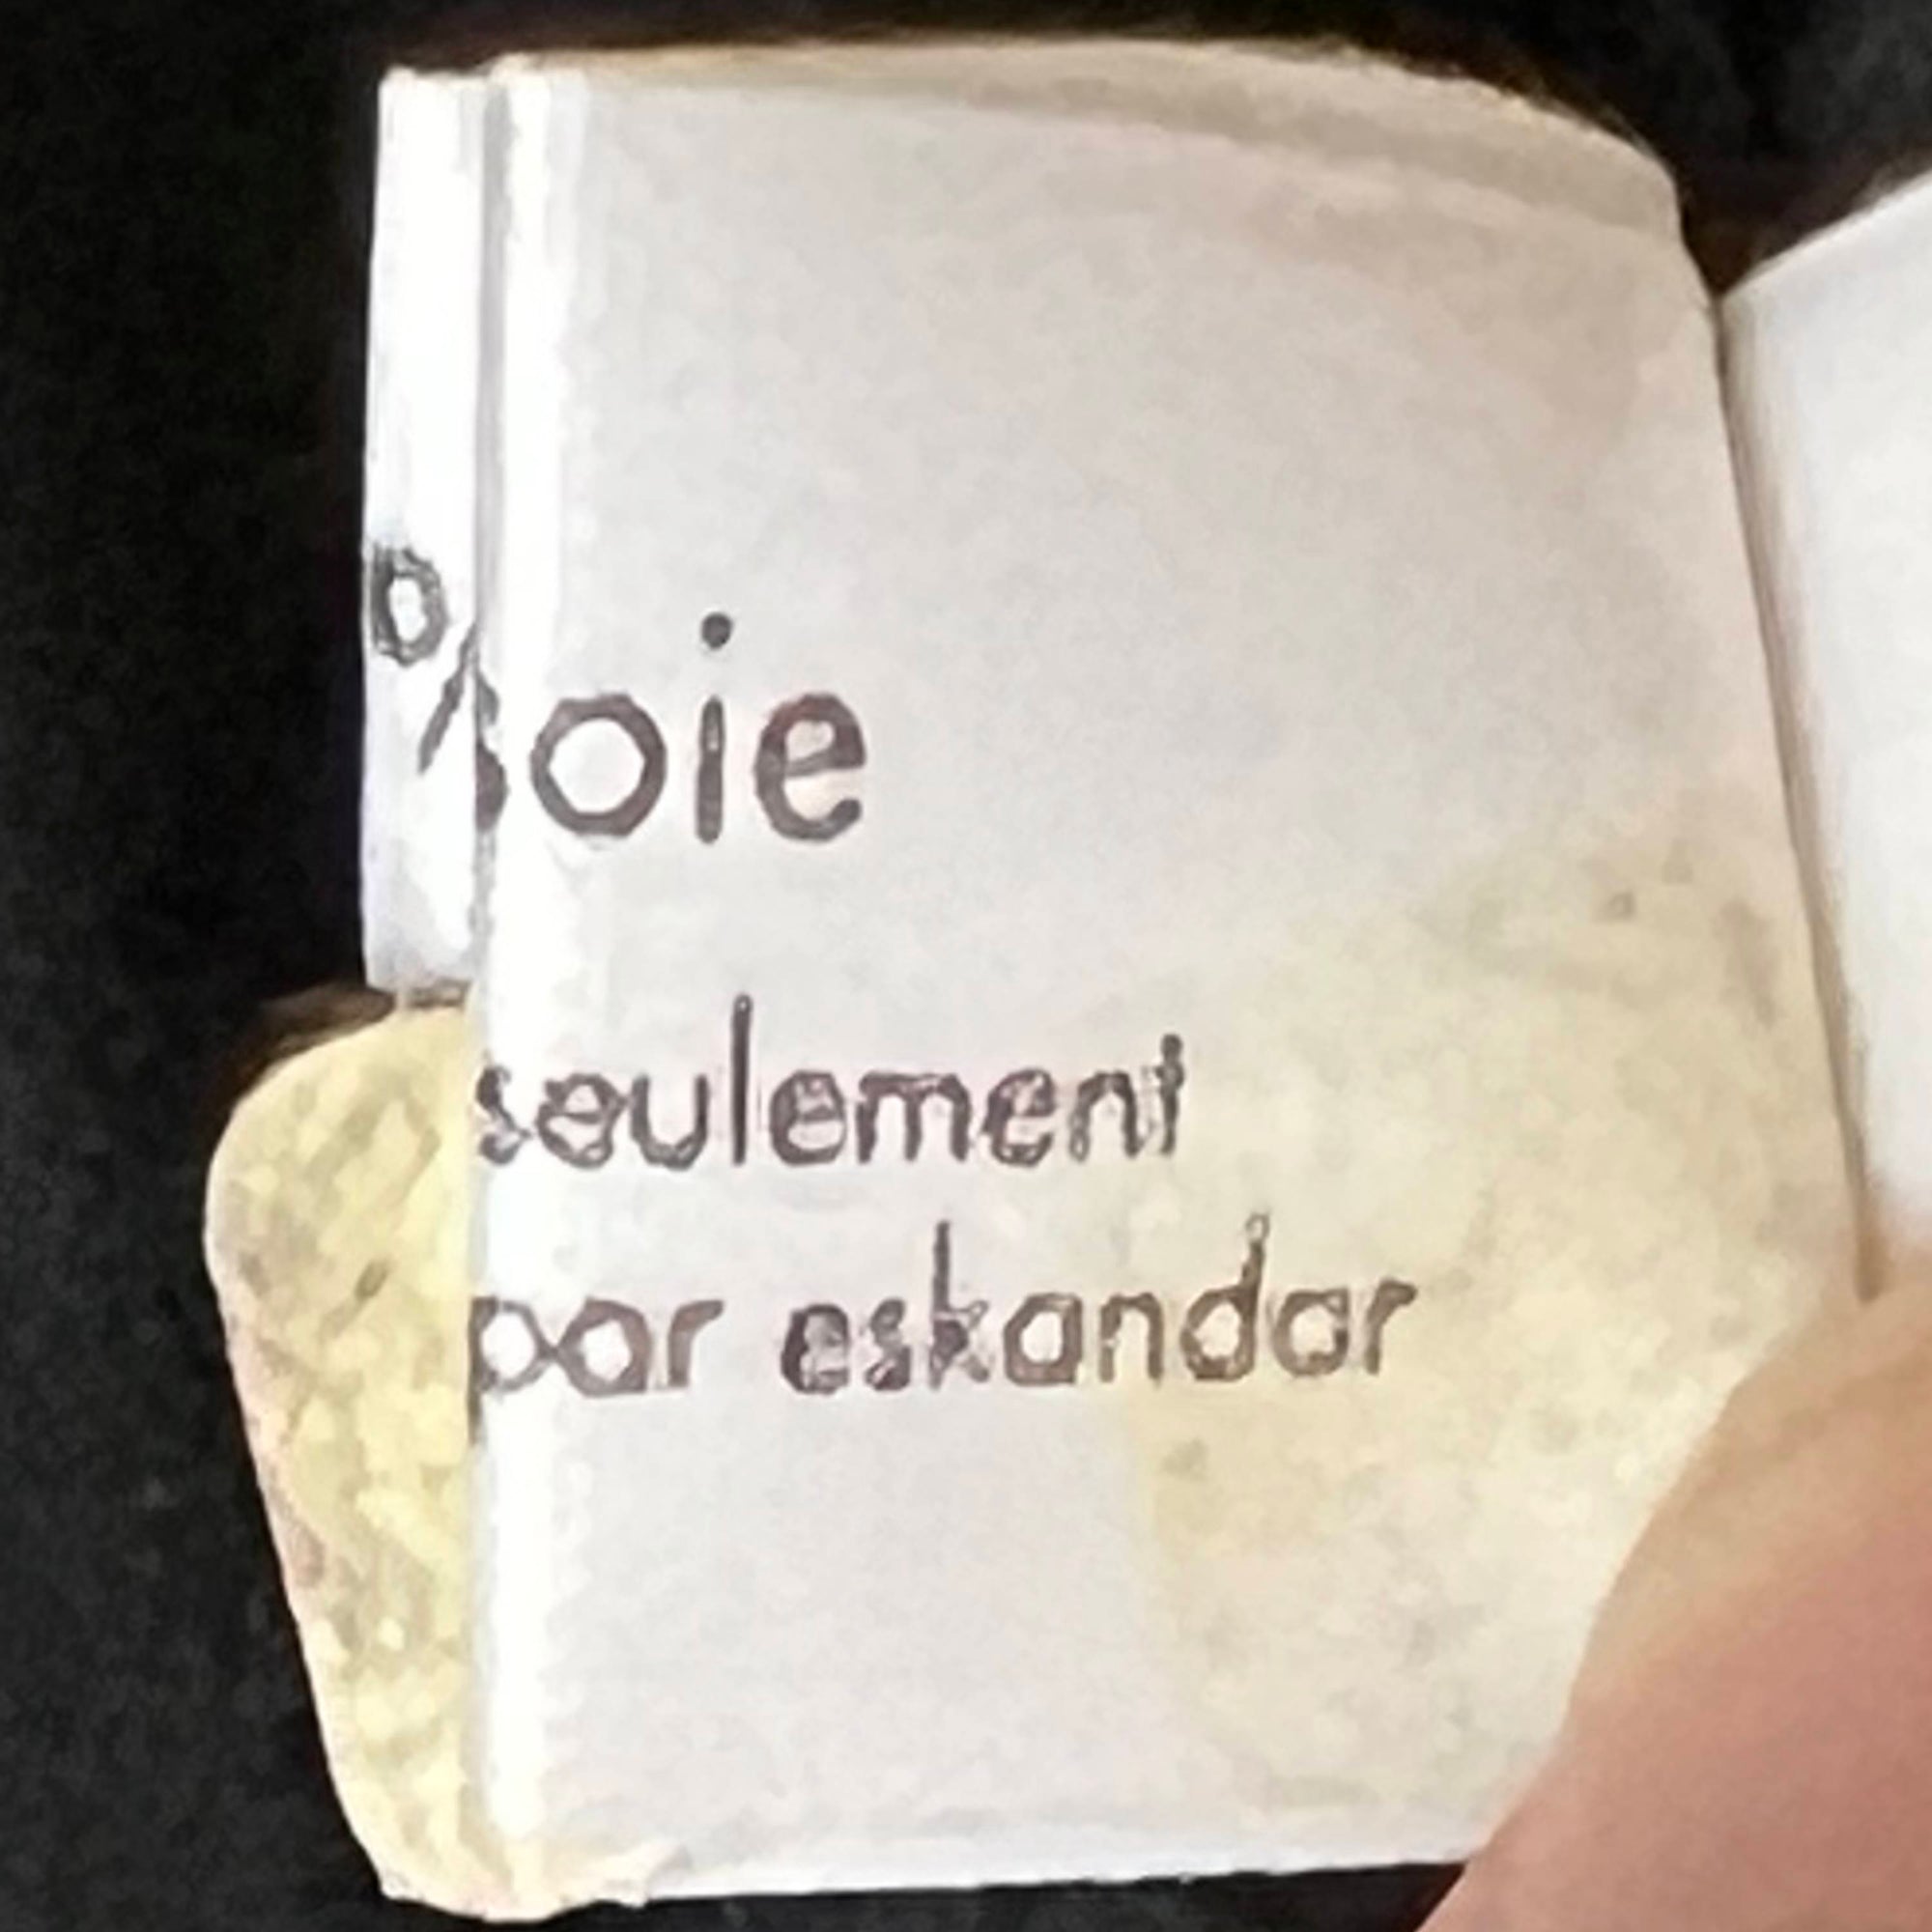 %
soie
seulement
par eskandar